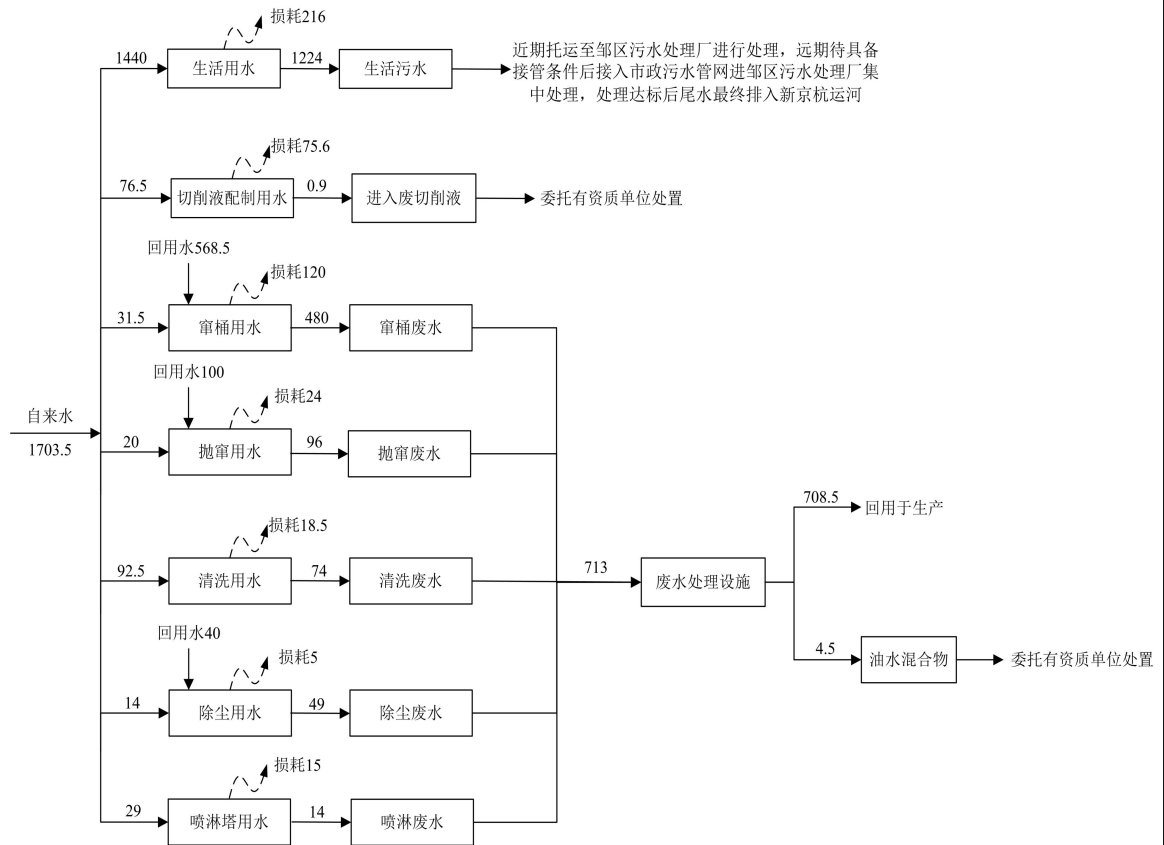 损耗216
1440
生活用水
1224
生活污水
近期托运至邹区污水处理厂进行处理，远期待具备
接管条件后接入市政污水管网进邹区污水处理厂集
中处理，处理达标后尾水最终排入新京杭运河
损耗75.6
76.5
切削液配制用水
0.9
进入废切削液
委托有资质单位处置
回用水568.5
损耗120
31.5
窜桶用水
480
窜桶废水
回用水100
损耗24
自来水
1703.5
20
抛窜用水
96
抛窜废水
损耗18.5
92.5
清洗用水
74
清洗废水
713
废水处理设施
708.5
回用于生产
4.5
油水混合物
委托有资质单位处置
回用水40
损耗5
14
除尘用水
49
除尘废水
损耗15
29
喷淋塔用水
14
喷淋废水